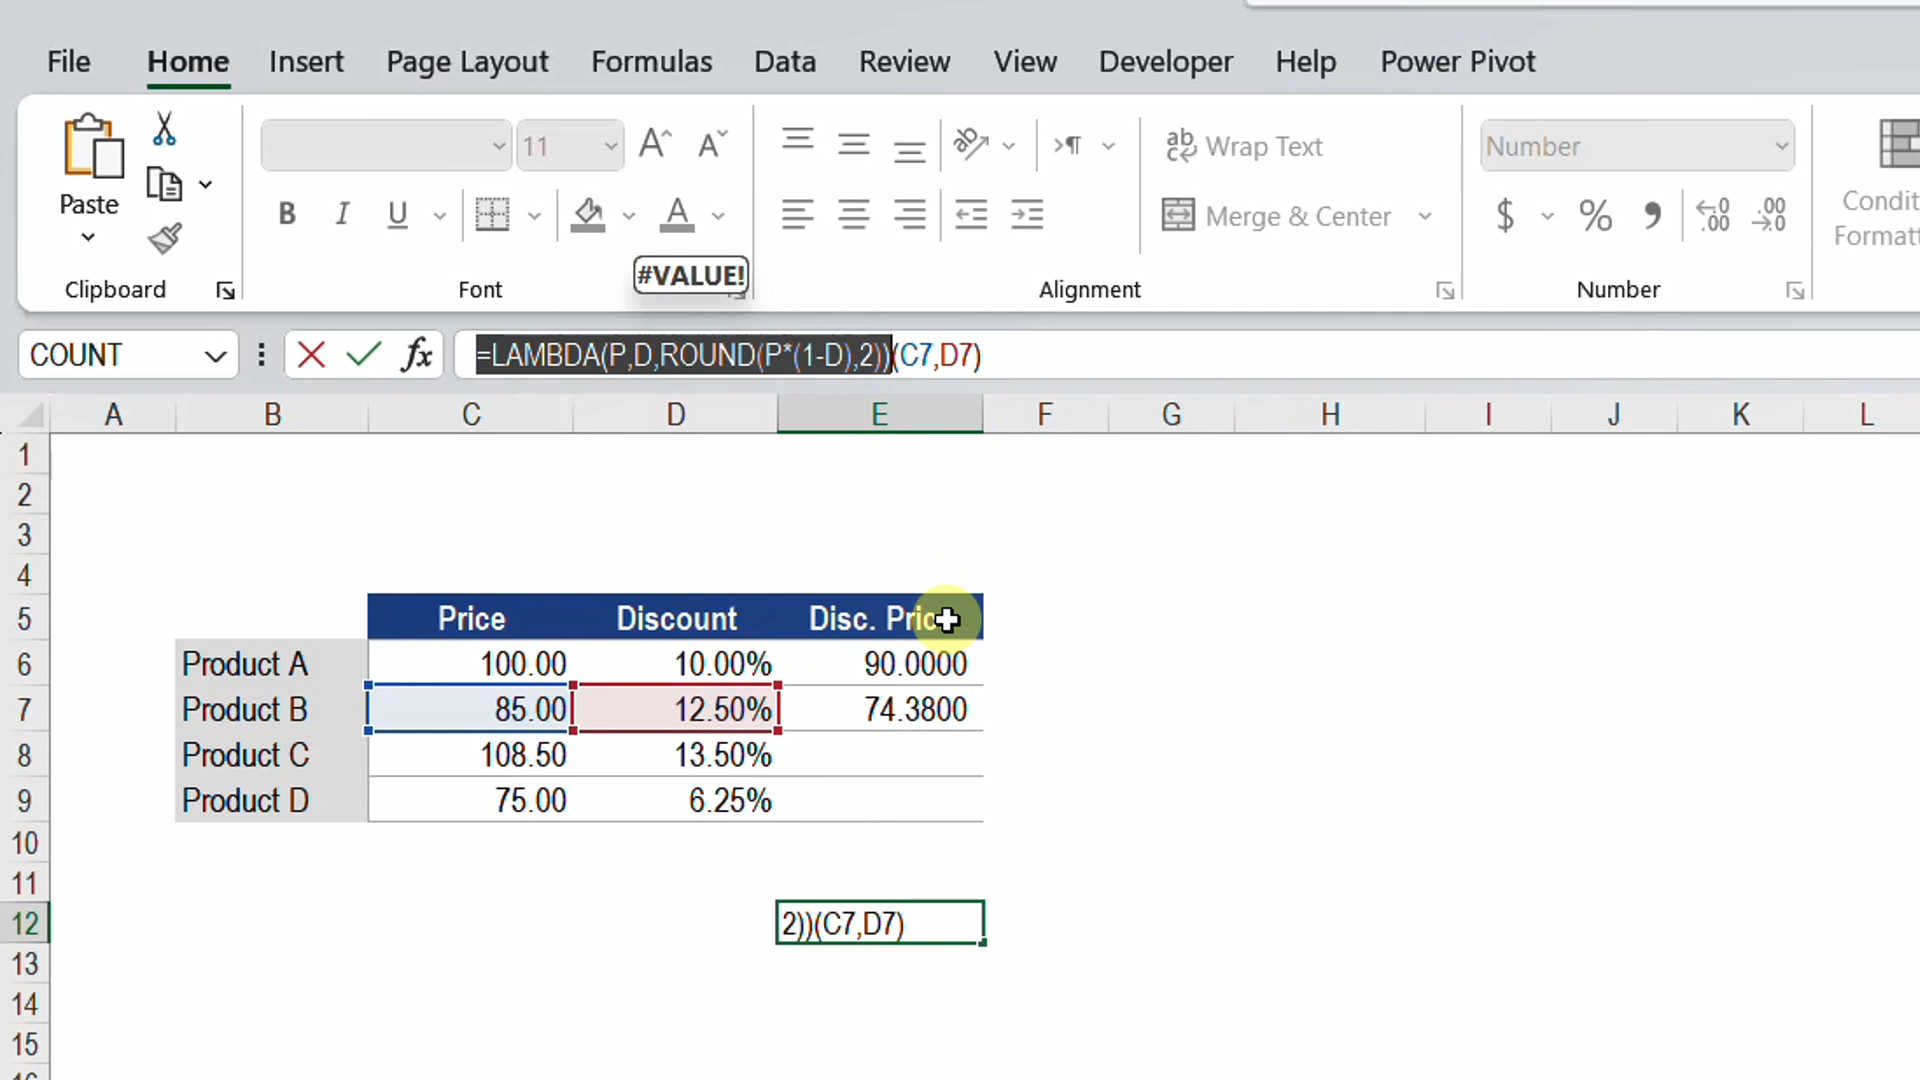 File Home Insert Page Layout Formulas Data Review View Developer Help Power Pivot
Paste
11
Wrap Text
Merge & Center
Number
Condit
Formatt
Clipboard
Font
#VALUE!
Alignment
Number
COUNT
=LAMBDA(P,D,ROUND(P*(1-D),2))(C7,D7)
A B C D E F G H I J K L
1
2
3
4
5 Price Discount Disc. Pric
6 Product A 100.00 10.00% 90.0000
7 Product B 85.00 12.50% 74.3800
8 Product C 108.50 13.50%
9 Product D 75.00 6.25%
10
11
12 2))(C7,D7)
13
14
15